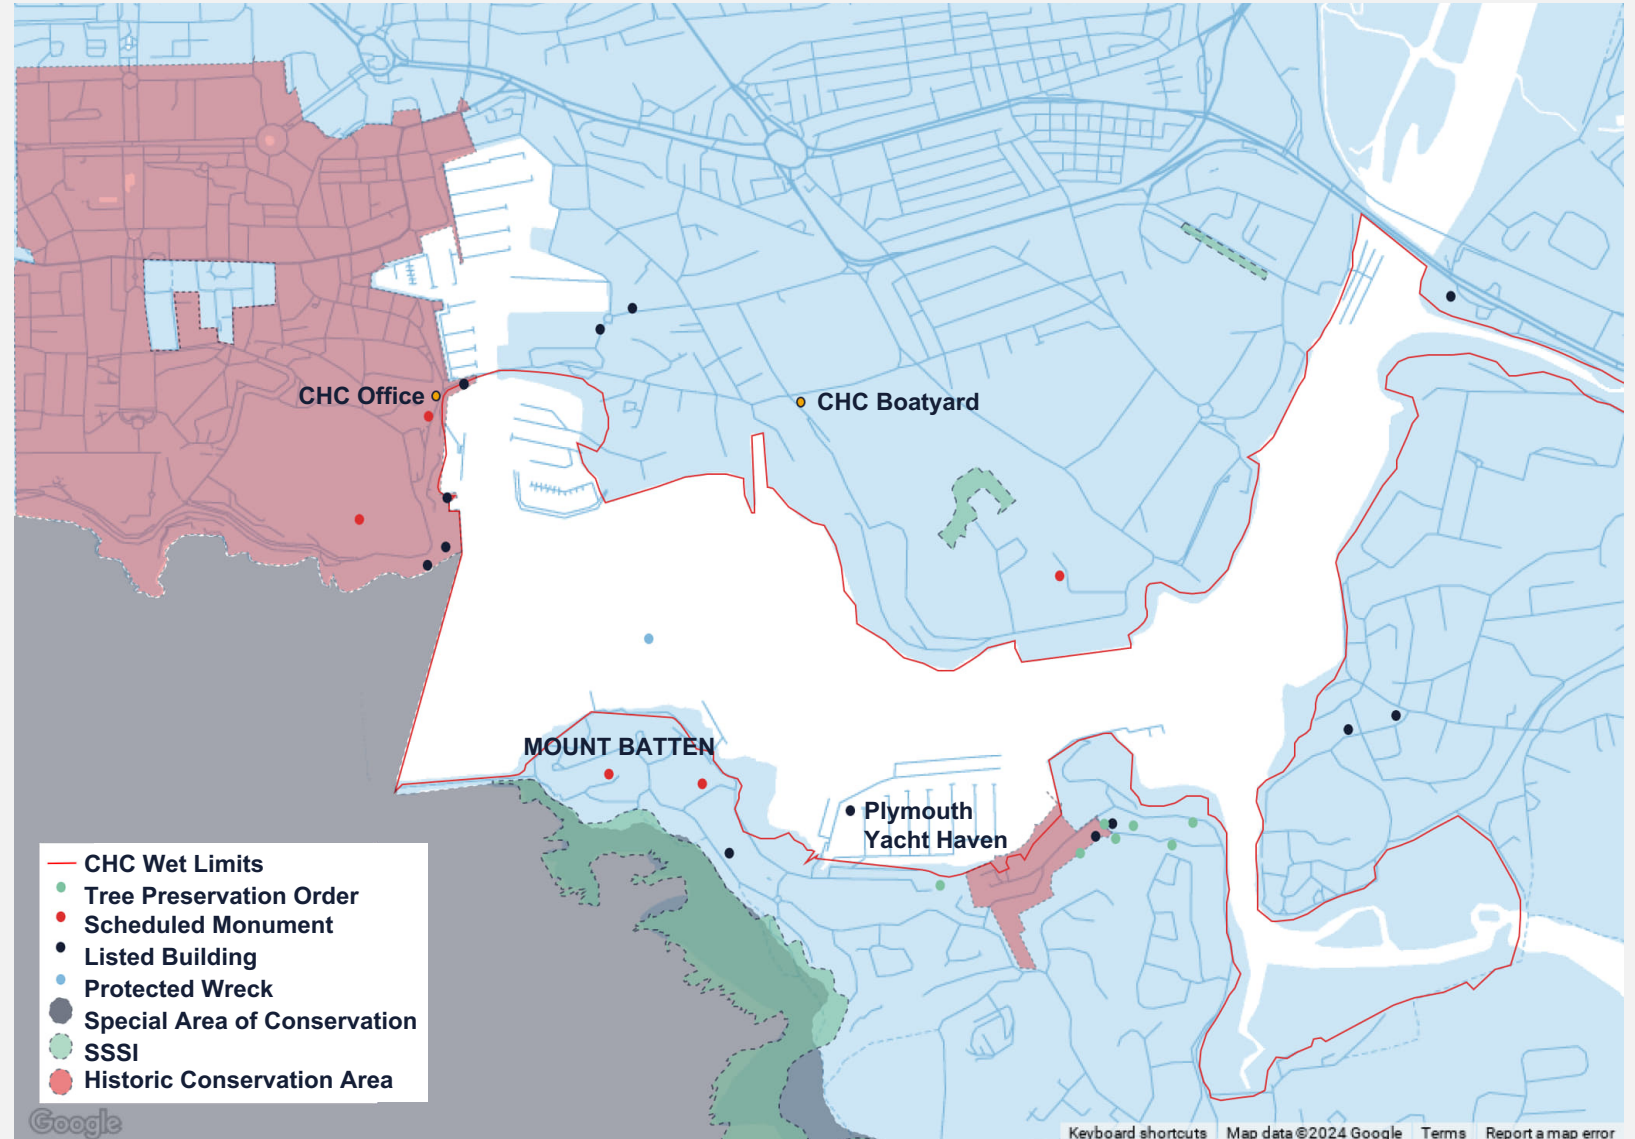 CHC Office
CHC Boatyard
MOUNT BATTEN
Plymouth
Yacht Haven
CHC Wet Limits
Tree Preservation Order
Scheduled Monument
Listed Building
Protected Wreck
Special Area of Conservation
SSSI
Historic Conservation Area
Google
Keyboard shortcuts
Map data ©2024 Google
Terms
Report a map error